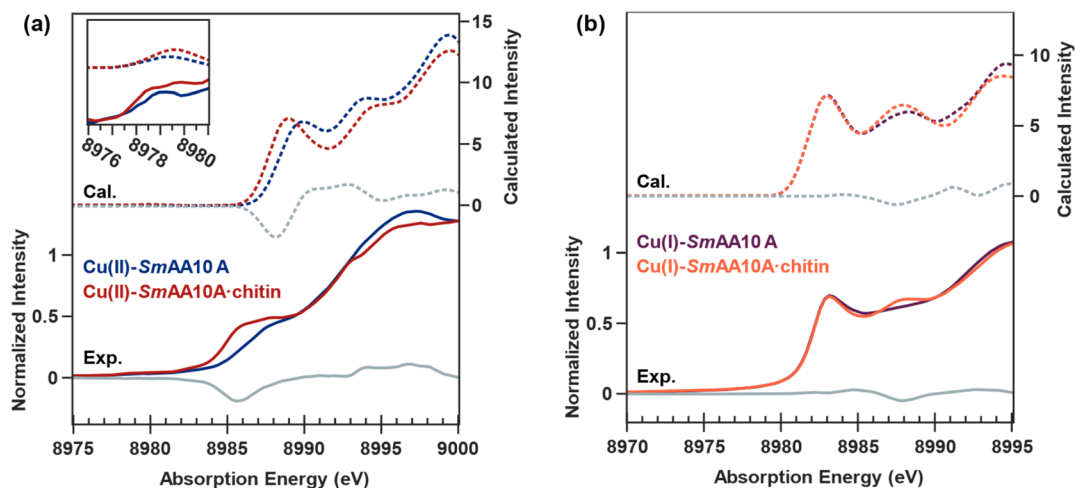 (a)
8976
8978
8980
Cal.
15
10
5
0
Calculated Intensity
Cu(II)-SmAA10 A
Cu(II)-SmAA10A·chitin
Exp.
1
0.5
0
Normalized Intensity
8975
8980
8985
8990
8995
9000
Absorption Energy (eV)
(b)
Cal.
10
5
0
Calculated Intensity
Cu(I)-SmAA10 A
Cu(I)-SmAA10A·chitin
Exp.
1
0.5
0
Normalized Intensity
8970
8975
8980
8985
8990
8995
Absorption Energy (eV)